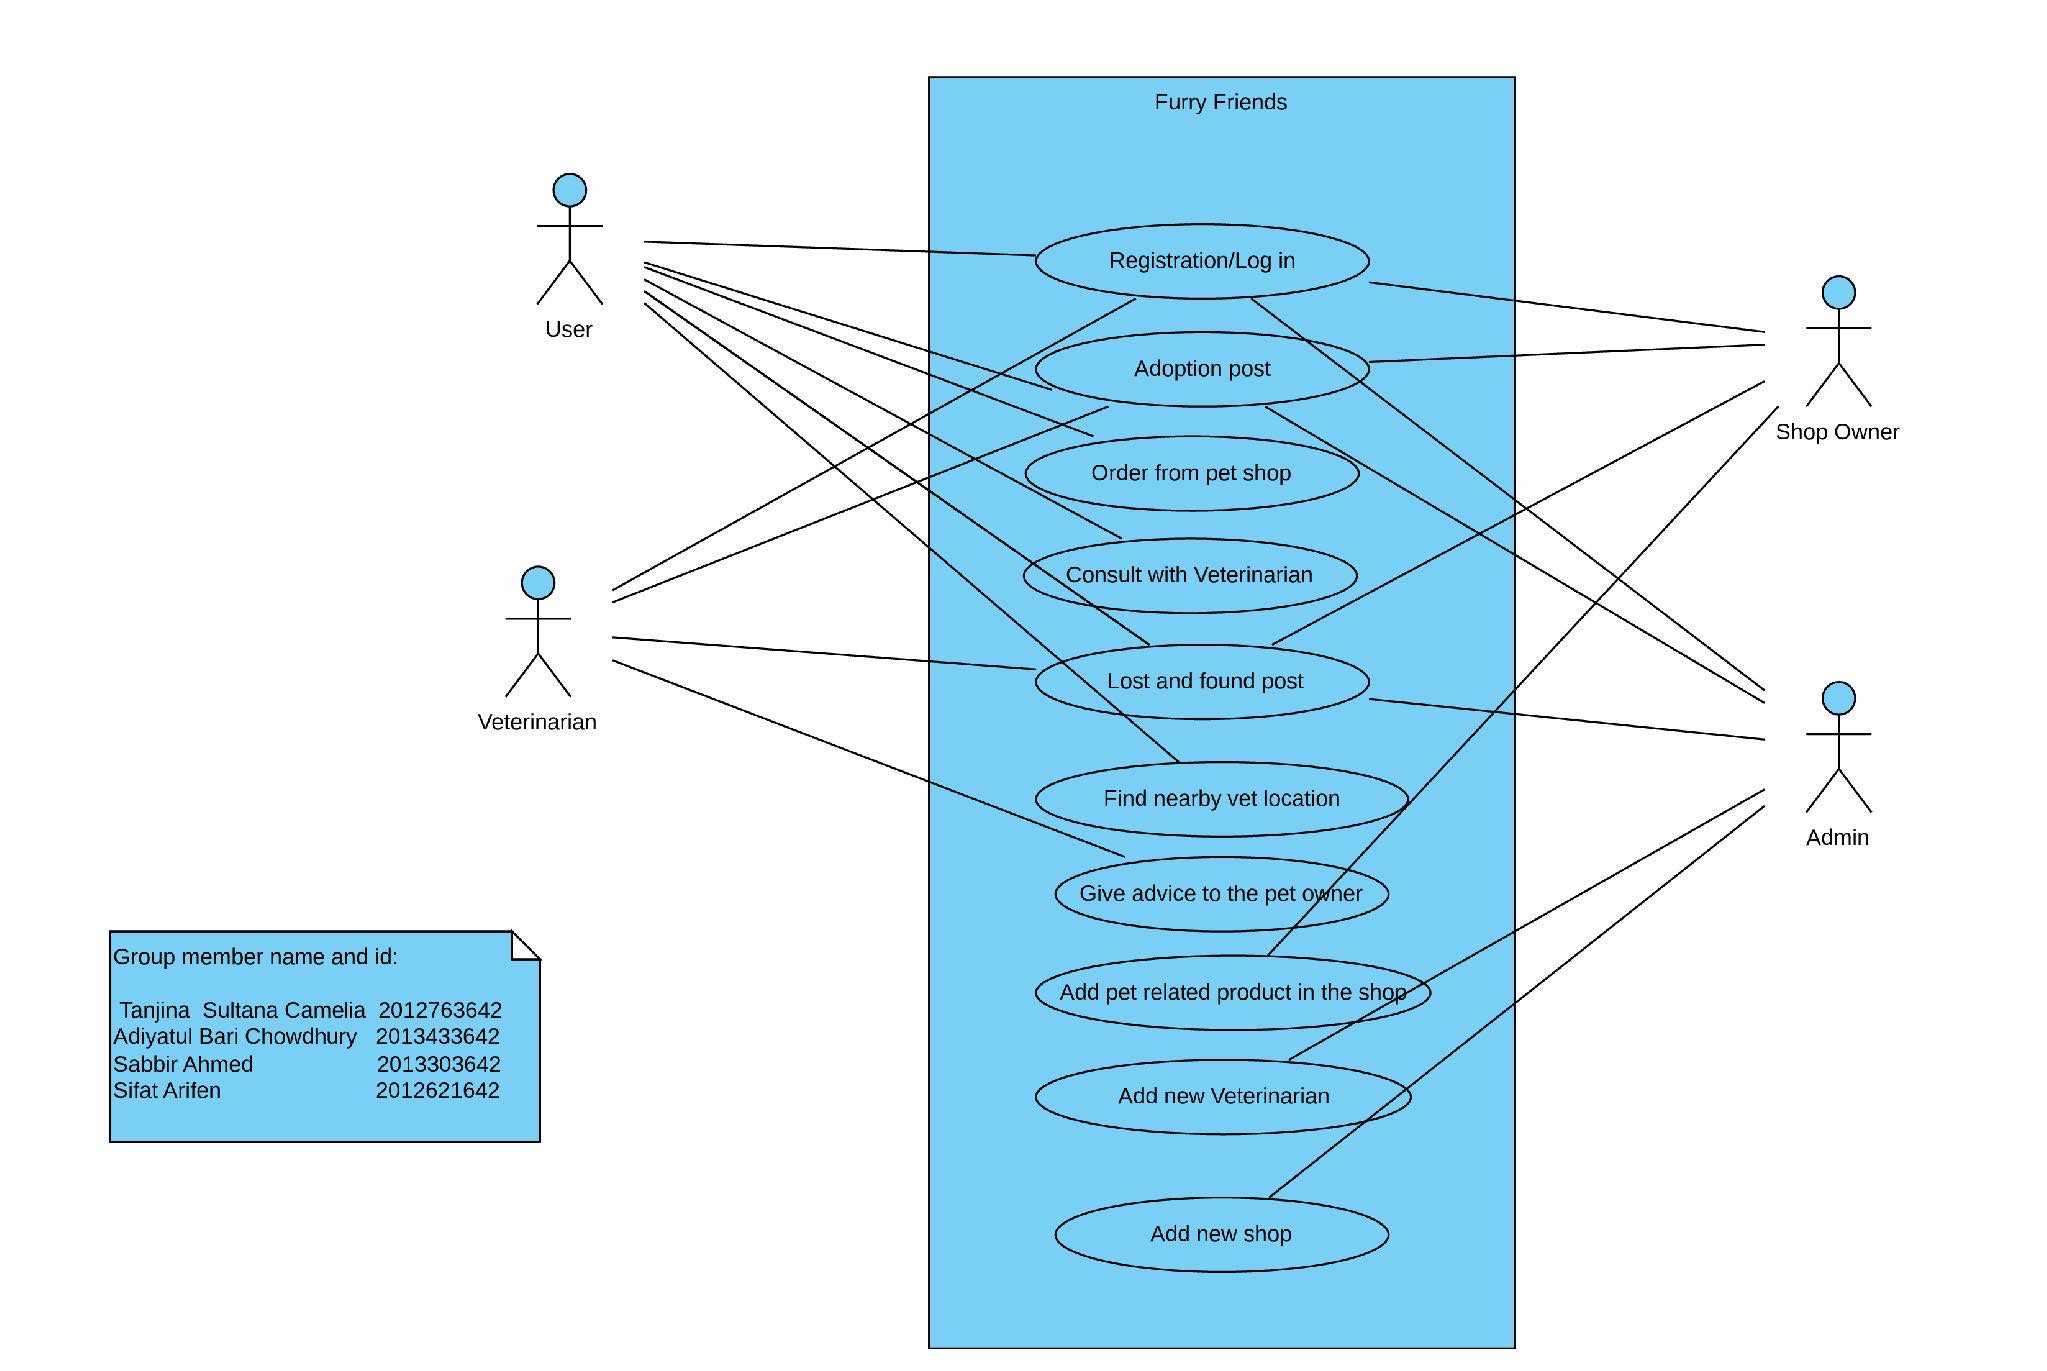 Furry Friends
User
Registration/Log in
Adoption post
Shop Owner
Order from pet shop
Consult with Veterinarian
Lost and found post
Veterinarian
Find nearby vet location
Admin
Give advice to the pet owner
Add pet related product in the shop
Add new Veterinarian
Add new shop
Group member name and id:
Tanjina  Sultana Camelia  2012763642
Adiyatul Bari Chowdhury   2013433642
Sabbir Ahmed                    2013303642
Sifat Arifen                         2012621642